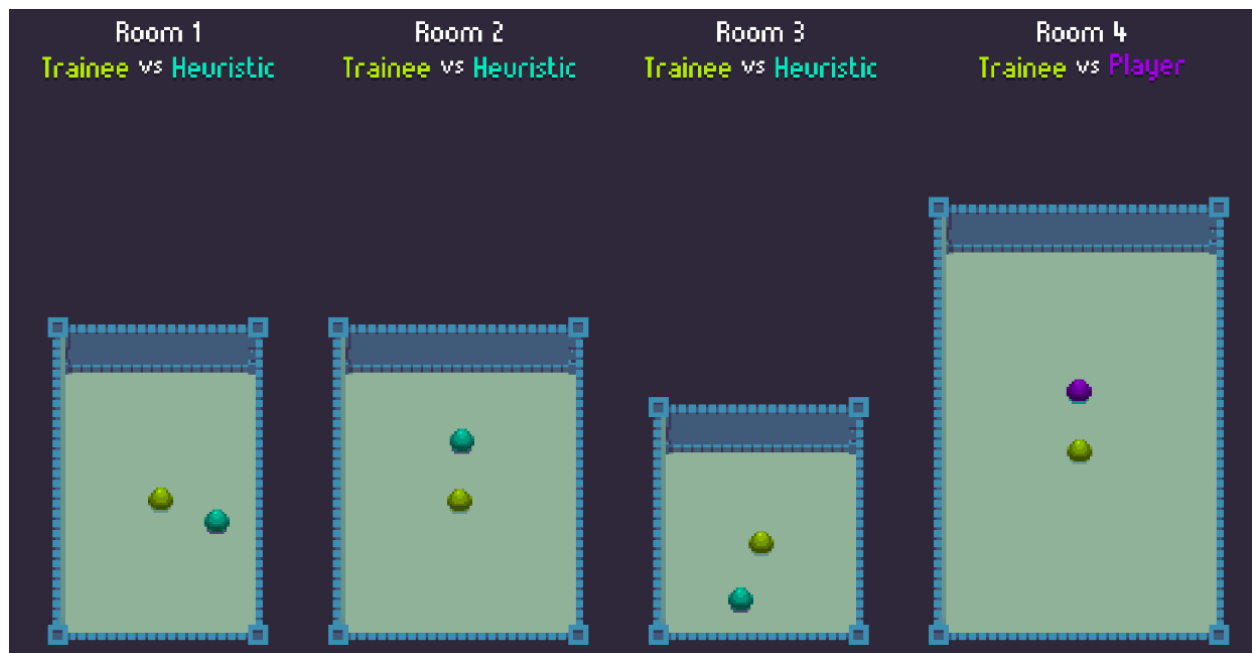 Room 1
Trainee vs Heuristic
Room 2
Trainee vs Heuristic
Room 3
Trainee vs Heuristic
Room 4
Trainee vs Player